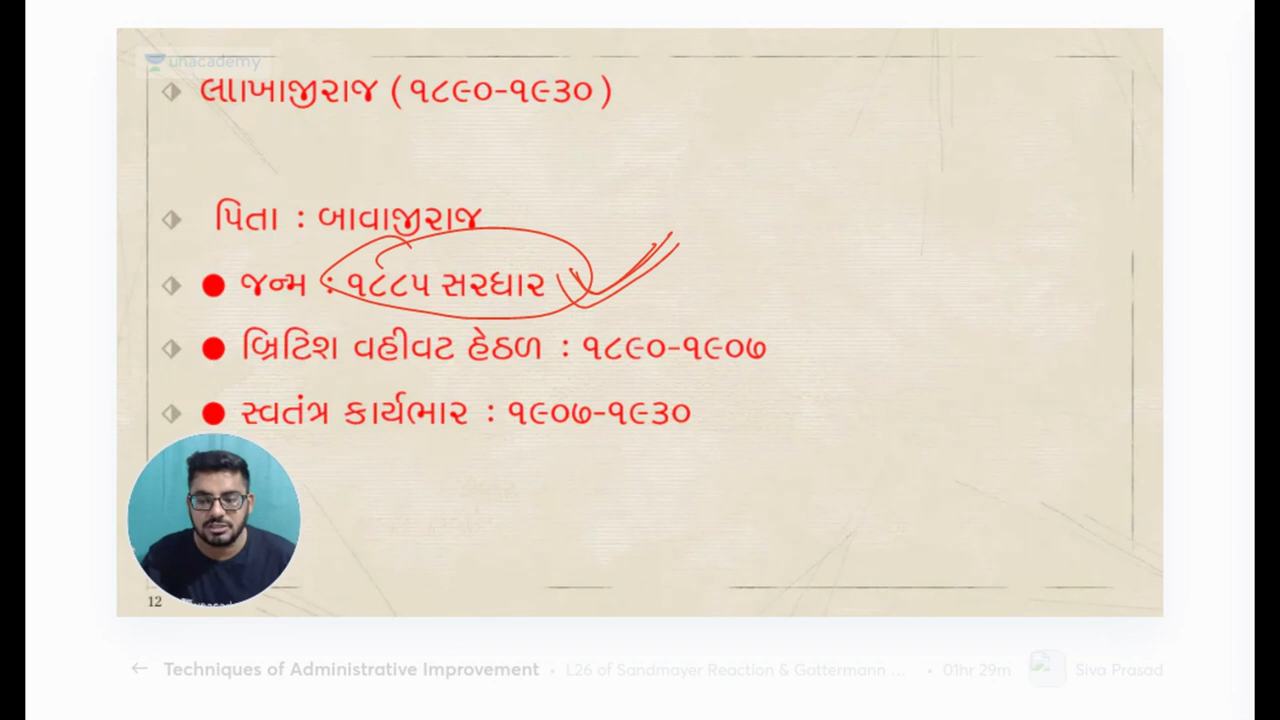 unacademy
લાાખાજીરાજ ( ૧૮૯૦-૧૯૩૦ )
પિતા : બાવાજીરાજ
જન્મ : ૧૮૮૫ સરધાર
બ્રિટિશ વહીવટ હેઠળ : ૧૮૯૦-૧૯૦૭
સ્વતંત્ર કાર્યભાર : ૧૯૦૭-૧૯૩૦
12
← Techniques of Administrative Improvement • L26 of Sandmayer Reaction & Gattermann ... • 01hr 29m Siva Prasad